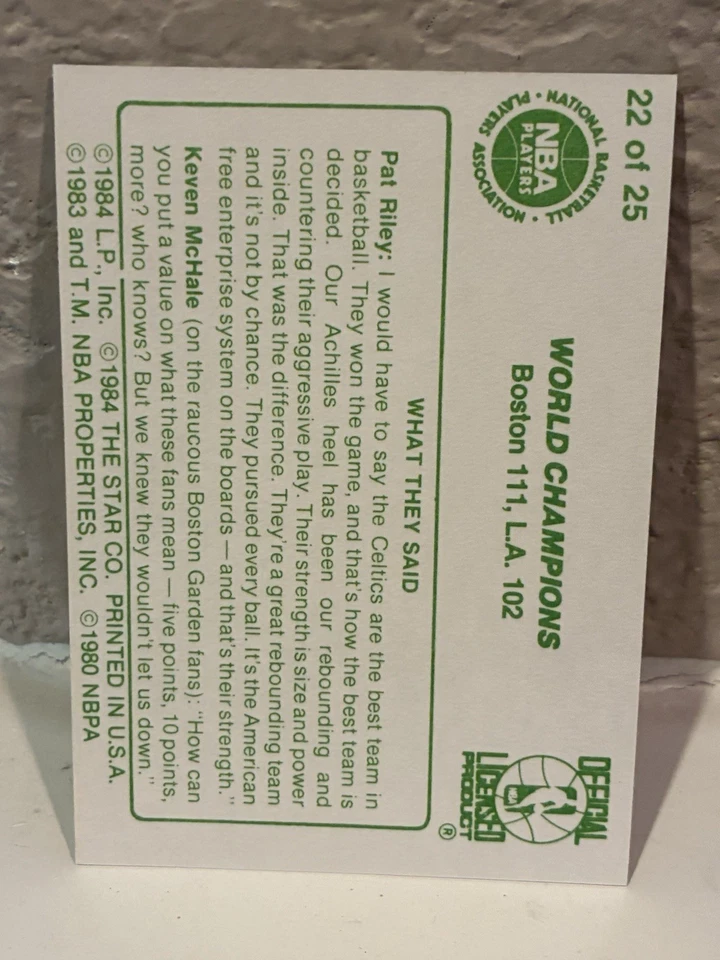 22 of 25
NATIONAL BASKETBALL
PLAYERS ASSOCIATION
NBA
PLAYERS
WORLD CHAMPIONS
Boston 111, L.A. 102
OFFICIAL
LICENSED
PRODUCT
®
WHAT THEY SAID
Pat Riley: I would have to say the Celtics are the best team in
basketball. They won the game, and that's how the best team is
decided. Our Achilles heel has been our rebounding and
countering their aggressive play. Their strength is size and power
inside. That was the difference. They're a great rebounding team
and it's not by chance. They pursued every ball. It's the American
free enterprise system on the boards — and that's their strength."
Keven McHale (on the raucous Boston Garden fans): "How can
you put a value on what these fans mean — five points, 10 points,
more? who knows? But we knew they wouldn't let us down."
©1984 L.P., Inc. ©1984 THE STAR CO. PRINTED IN U.S.A.
©1983 and T.M. NBA PROPERTIES, INC. ©1980 NBPA